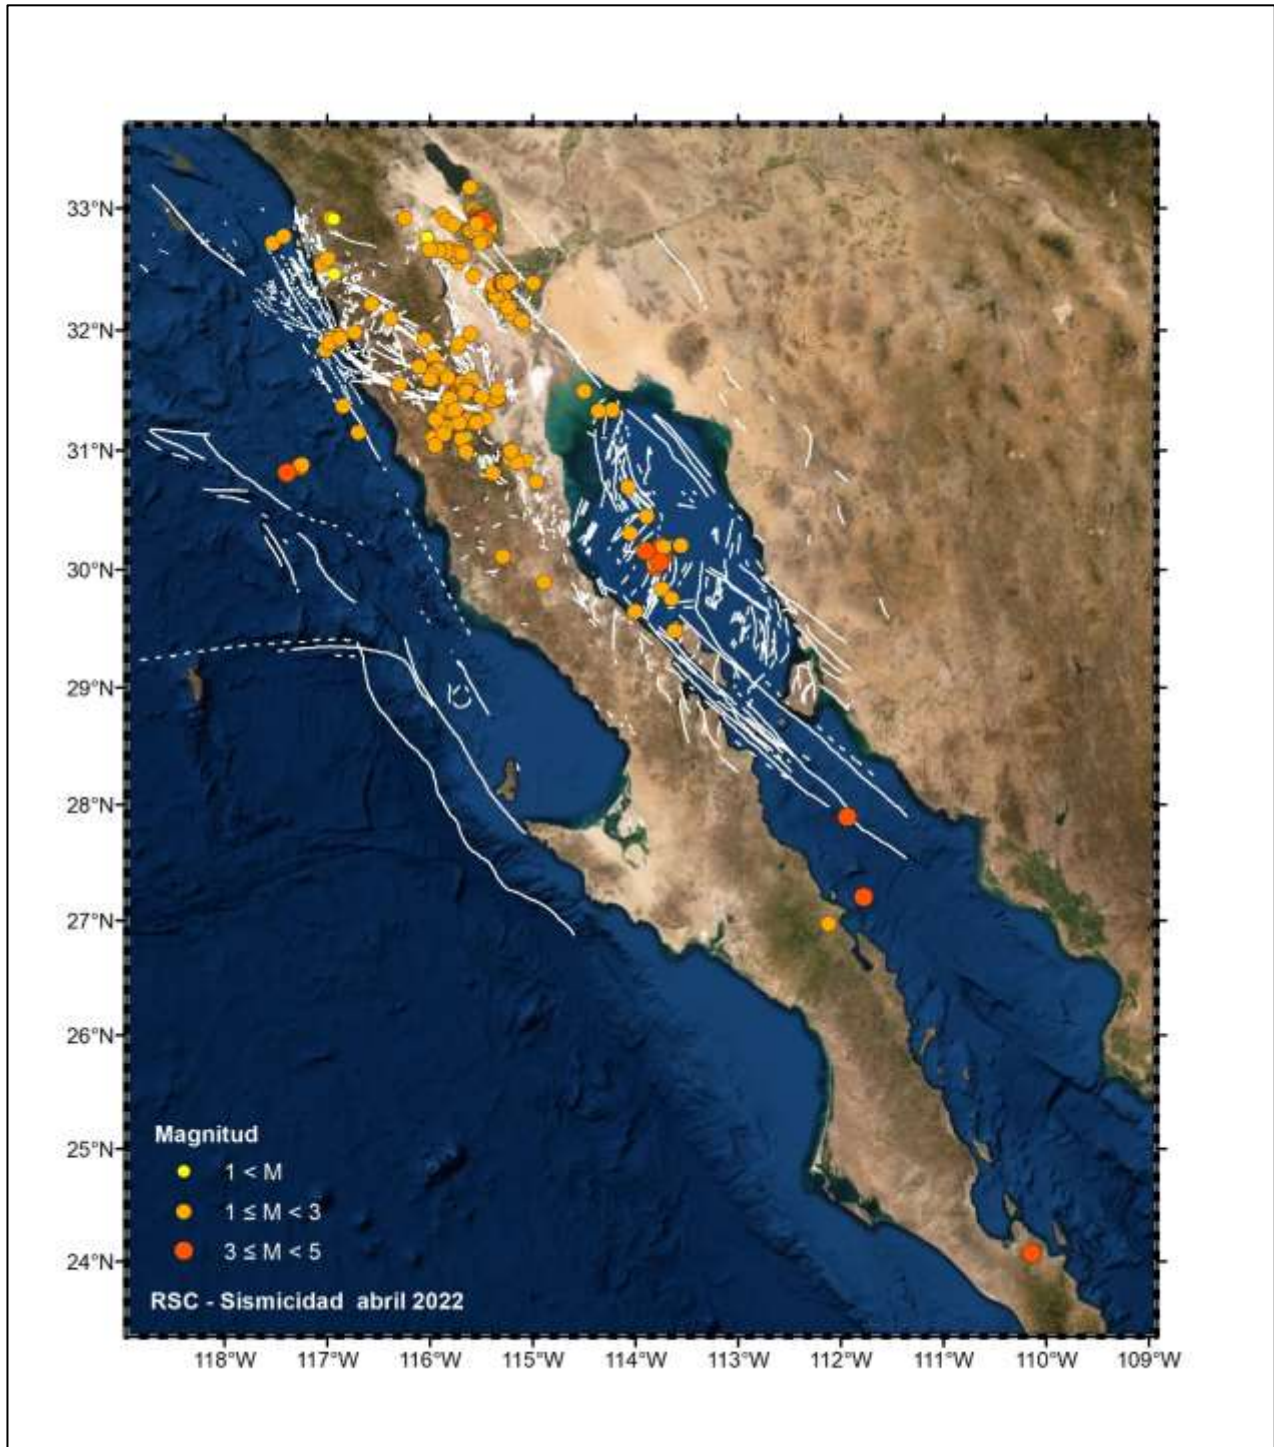 33°N
32°N
31°N
30°N
29°N
28°N
27°N
26°N
25°N
24°N
Magnitud
1 < M
1 ≤ M < 3
3 ≤ M < 5
RSC - Sismicidad abril 2022
118°W 117°W 116°W 115°W 114°W 113°W 112°W 111°W 110°W 109°W